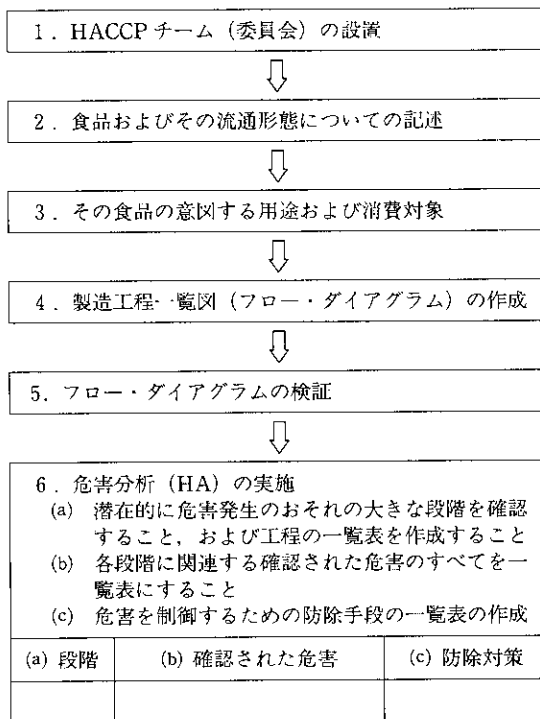 1．HACCPチーム（委員会）の設置
2．食品およびその流通形態についての記述
3．その食品の意図する用途および消費対象
4．製造工程一覧図（フロー・ダイアグラム）の作成
5．フロー・ダイアグラムの検証
6．危害分析（HA）の実施
(a) 潜在的に危害発生のおそれの大きな段階を確認
すること，および工程の一覧表を作成すること
(b) 各段階に関連する確認された危害のすべてを一
覧表にすること
(c) 危害を制御するための防除手段の一覧表の作成
(a) 段階 (b) 確認された危害 (c) 防除対策